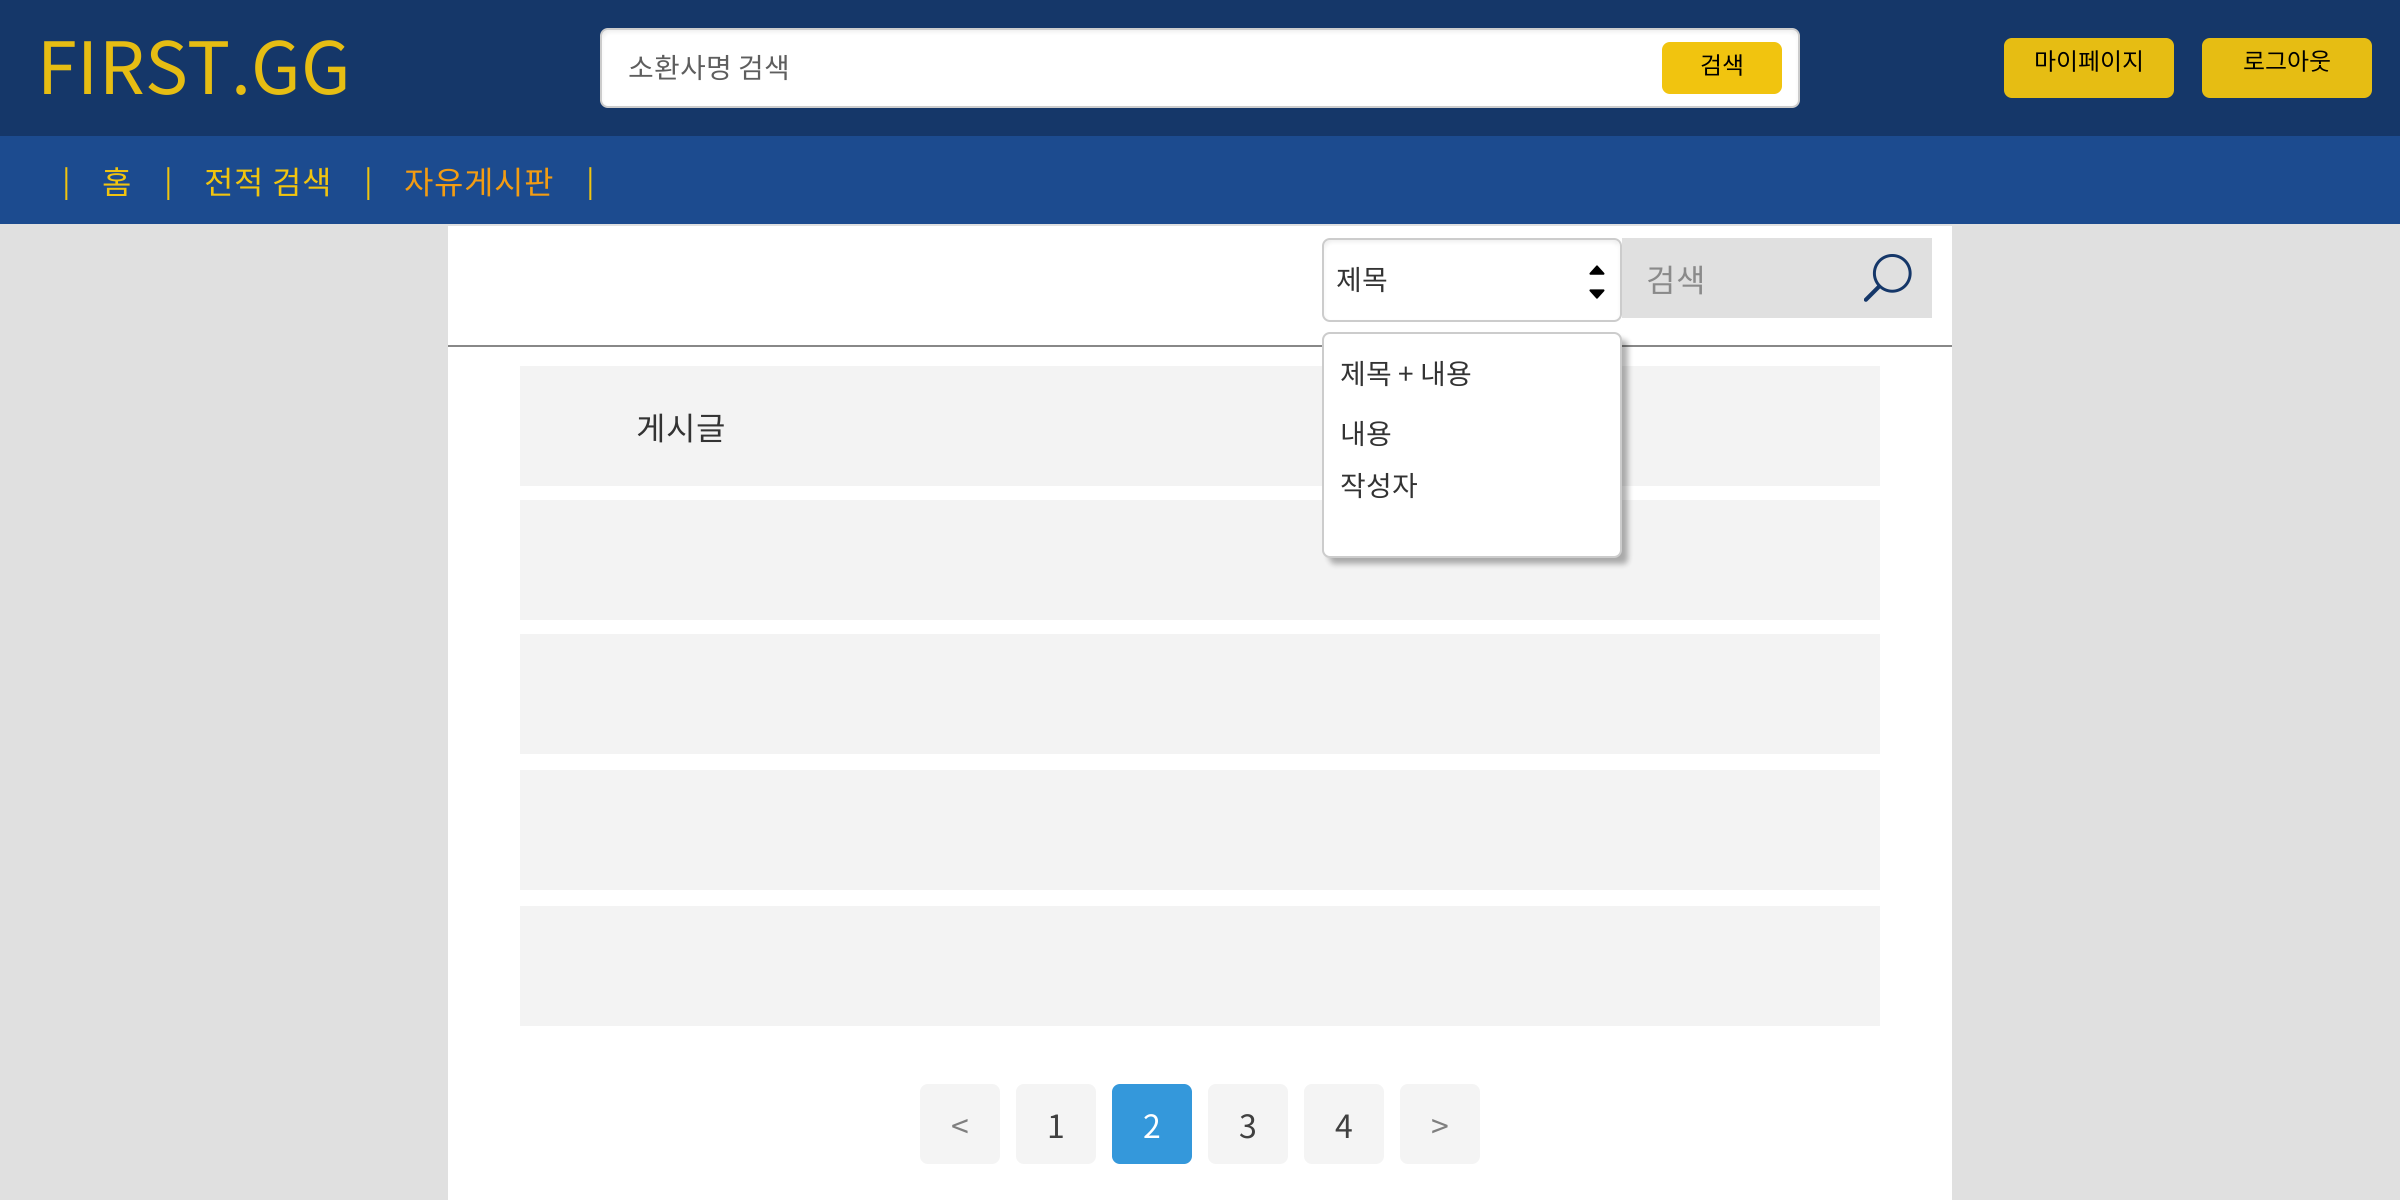 FIRST.GG
소환사명 검색
검색
마이페이지
로그아웃
| 홈 | 전적 검색 | 자유게시판 |
제목
검색
제목 + 내용
내용
작성자
게시글
< 1 2 3 4 >